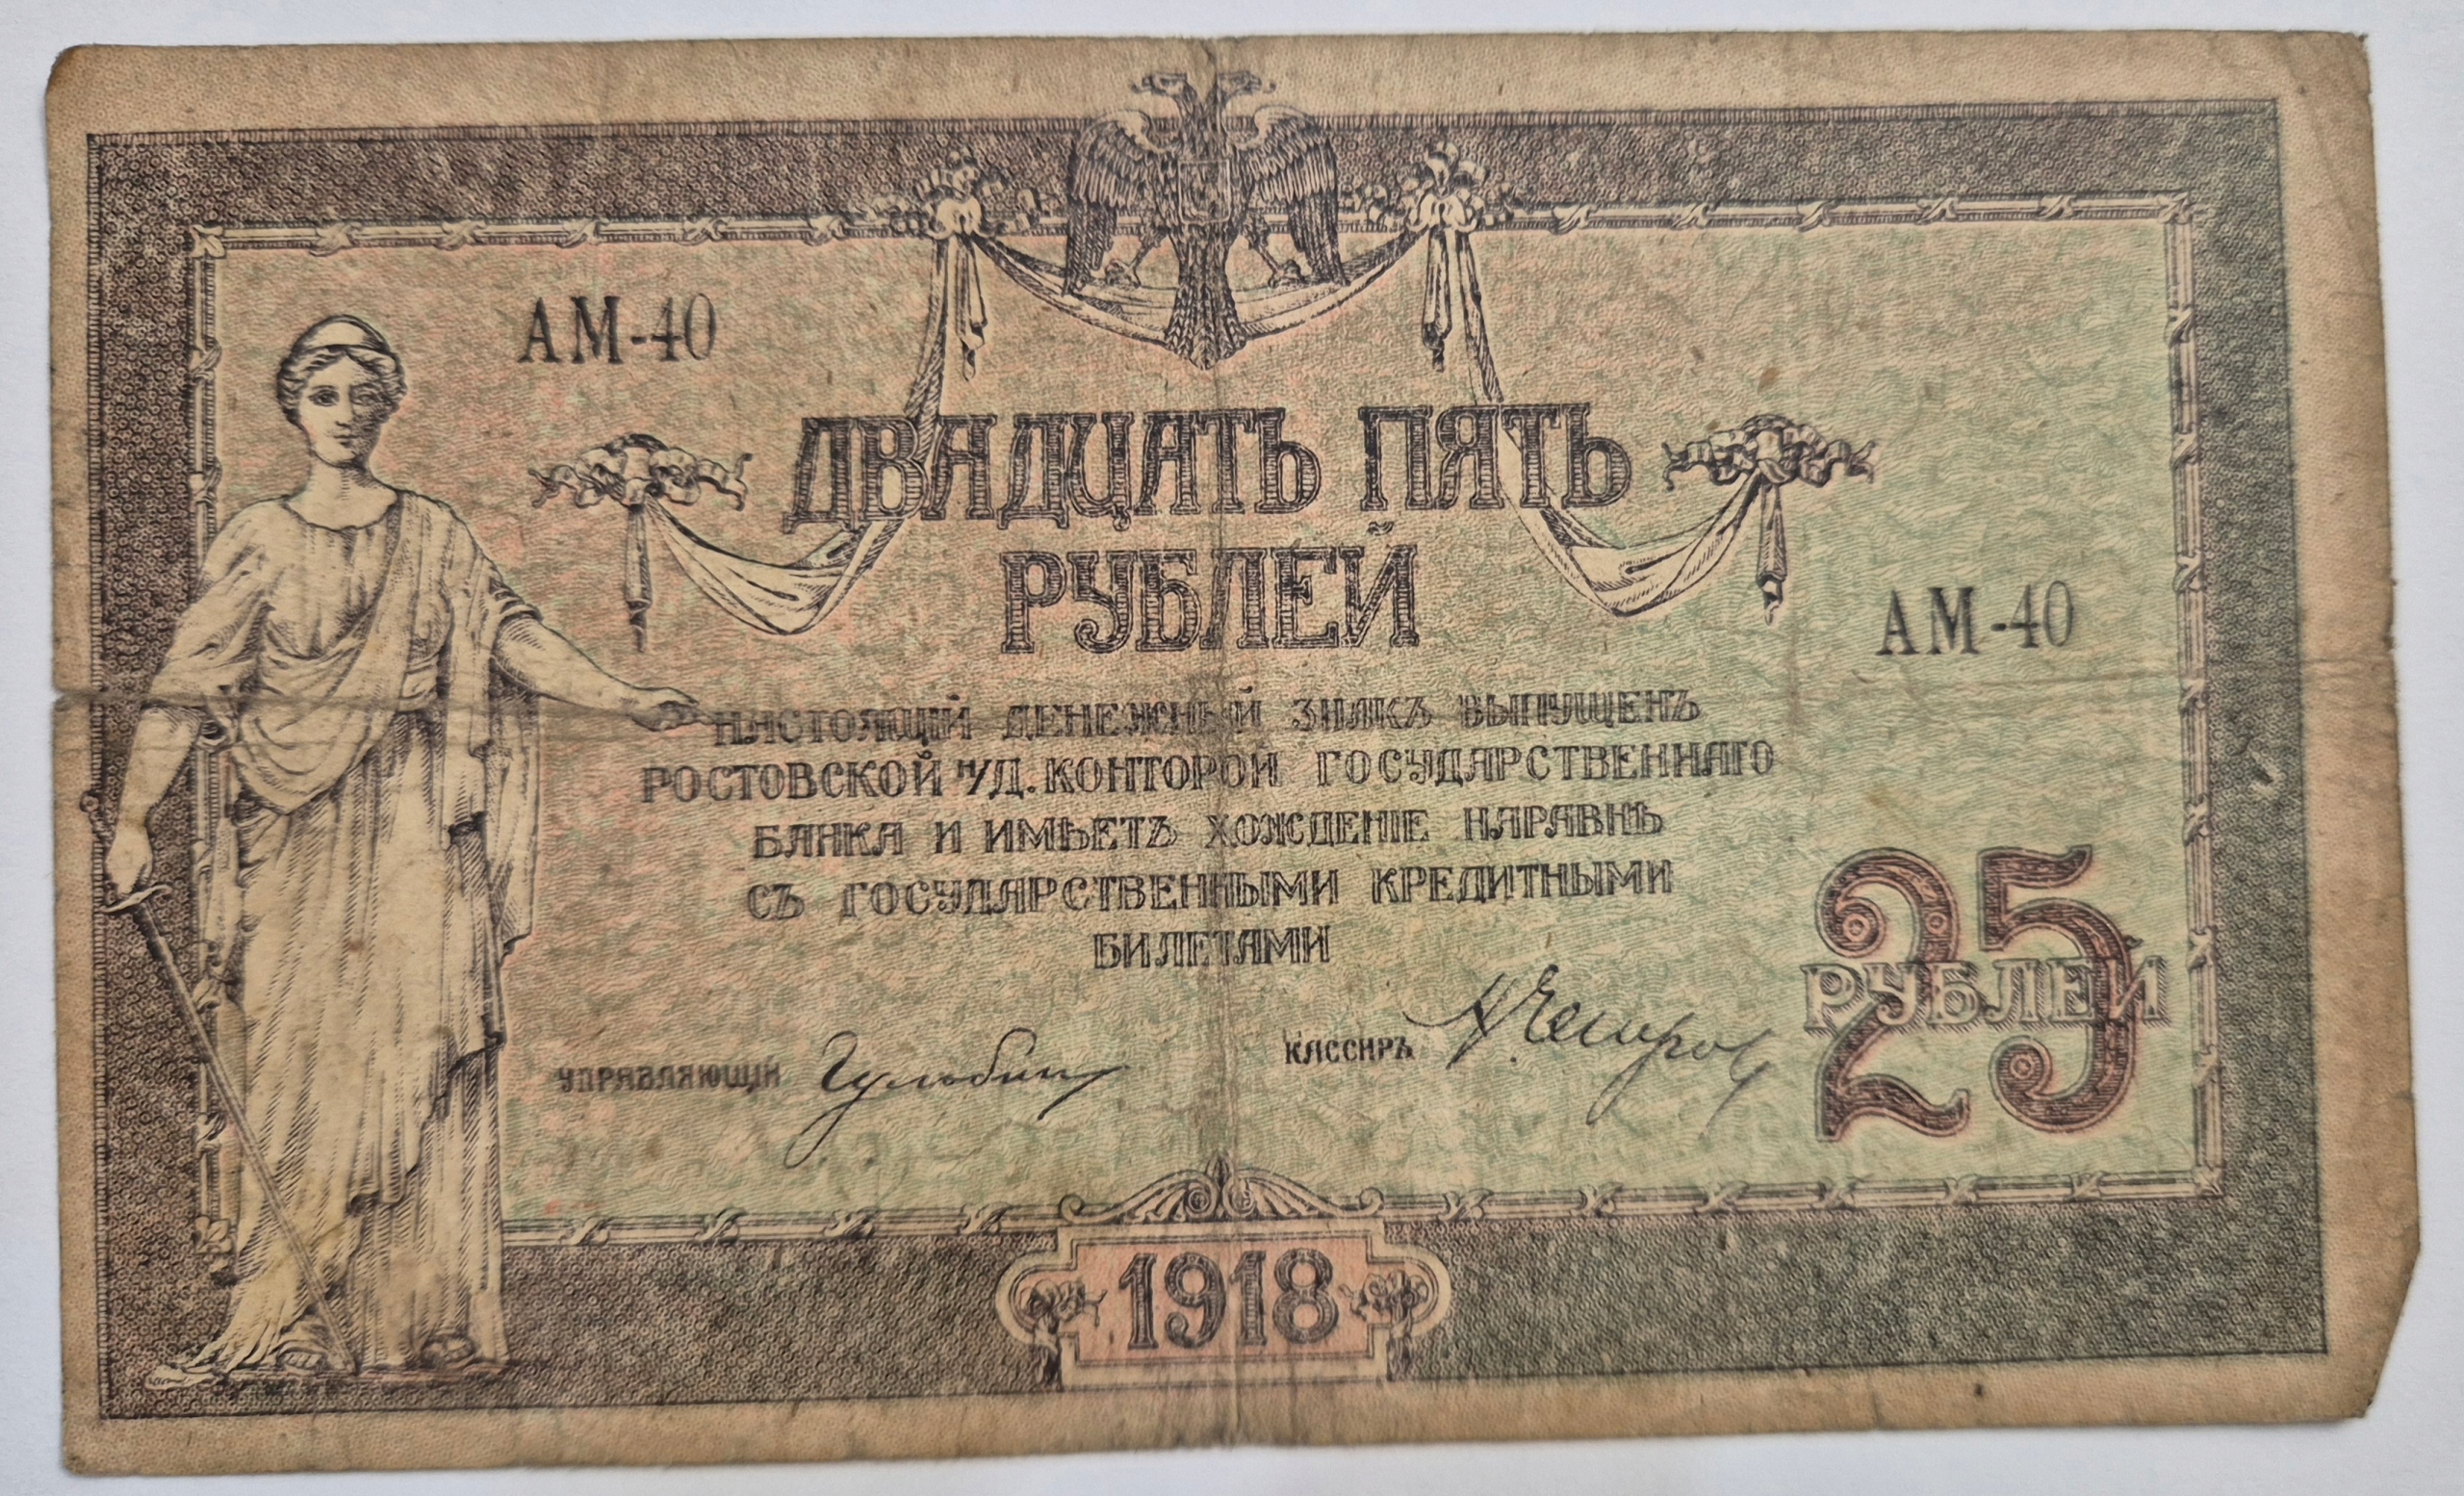 АМ-40
ДВАДЦАТЬ ПЯТЬ
РУБЛЕЙ
АМ-40
НАСТОЯЩІЙ ДЕНЕЖНЫЙ ЗНАКЪ ВЫПУЩЕНЪ
РОСТОВСКОЙ Н/Д. КОНТОРОЙ ГОСУДАРСТВЕННАГО
БАНКА И ИМѢЕТЪ ХОЖДЕНІЕ НАРАВНѢ
СЪ ГОСУДАРСТВЕННЫМИ КРЕДИТНЫМИ
БИЛЕТАМИ
25
РУБЛЕЙ
УПРАВЛЯЮЩІЙ Гульбин
КАССИРЪ
1918